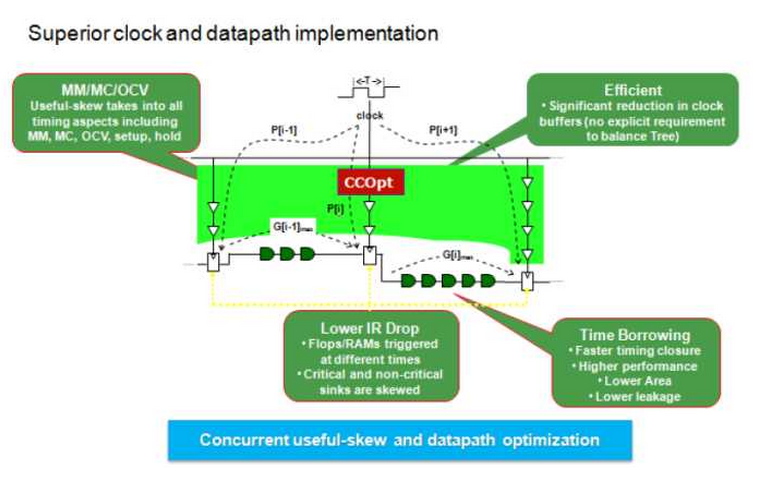 Superior clock and datapath implementation
MM/MC/OCV
Useful-skew takes into all
timing aspects including
MM, MC, OCV, setup, hold
<-T->
clock
P[i-1]
P[i+1]
Efficient
• Significant reduction in clock
buffers (no explicit requirement
to balance Tree)
CCOpt
P[i]
G[i-1]max
G[i]max
Lower IR Drop
• Flops/RAMs triggered
at different times
• Critical and non-critical
sinks are skewed
Time Borrowing
• Faster timing closure
• Higher performance
• Lower Area
• Lower leakage
Concurrent useful-skew and datapath optimization